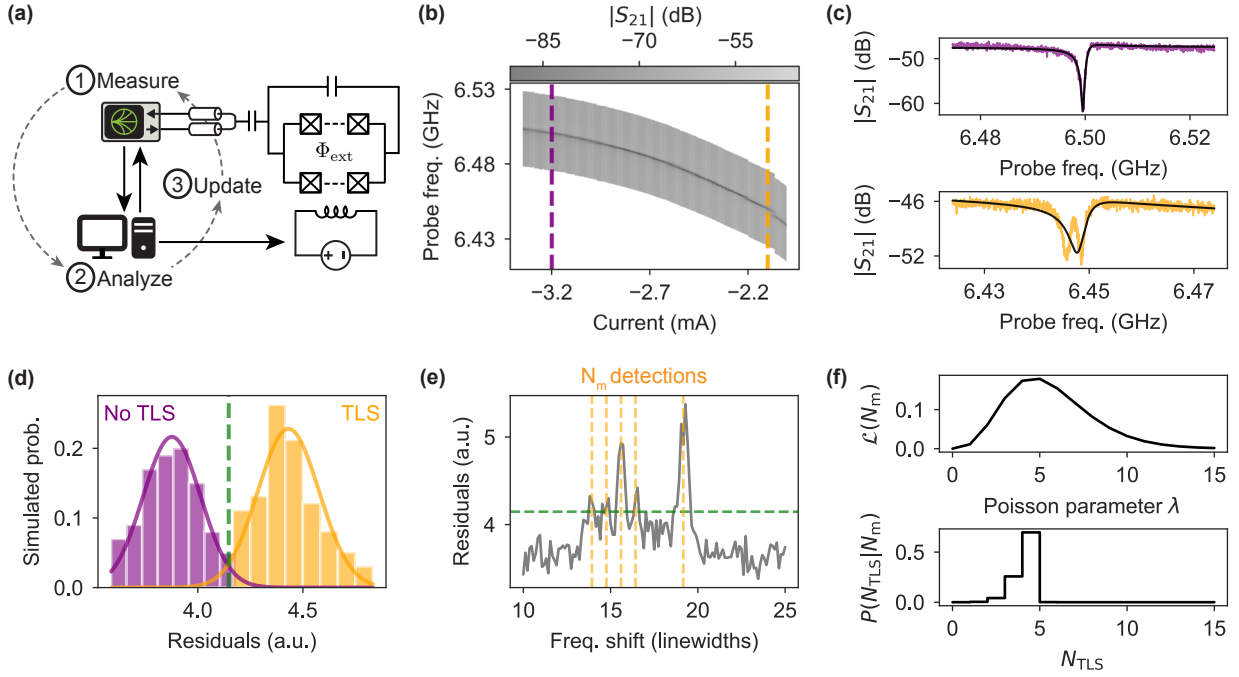 (a)
1 Measure
Φext
3 Update
2 Analyze
+ -
(b)
|S21| (dB)
−85 −70 −55
6.53
6.48
6.43
Probe freq. (GHz)
−3.2 −2.7 −2.2
Current (mA)
(c)
|S21| (dB)
−50
−60
6.48 6.50 6.52
Probe freq. (GHz)
|S21| (dB)
−46
−52
6.43 6.45 6.47
Probe freq. (GHz)
(d)
No TLS TLS
Simulated prob.
0.2
0.1
0.0
4.0 4.5
Residuals (a.u.)
(e)
Nm detections
Residuals (a.u.)
5
4
10 15 20 25
Freq. shift (linewidths)
(f)
ℒ(Nm)
0.1
0.0
0 5 10 15
Poisson parameter λ
P(NTLS|Nm)
0.5
0.0
0 5 10 15
NTLS